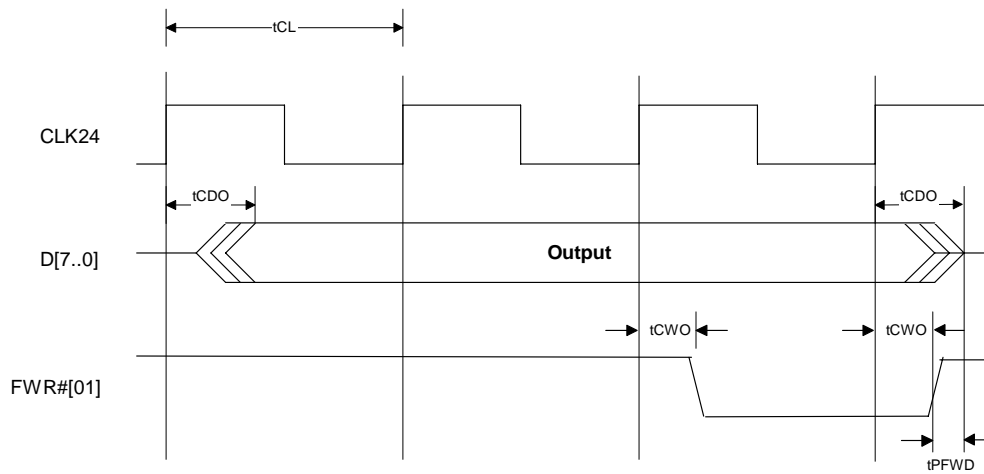 tCL
CLK24
tCDO
tCDO
D[7..0]
Output
tCWO
tCWO
FWR#[01]
tPFWD